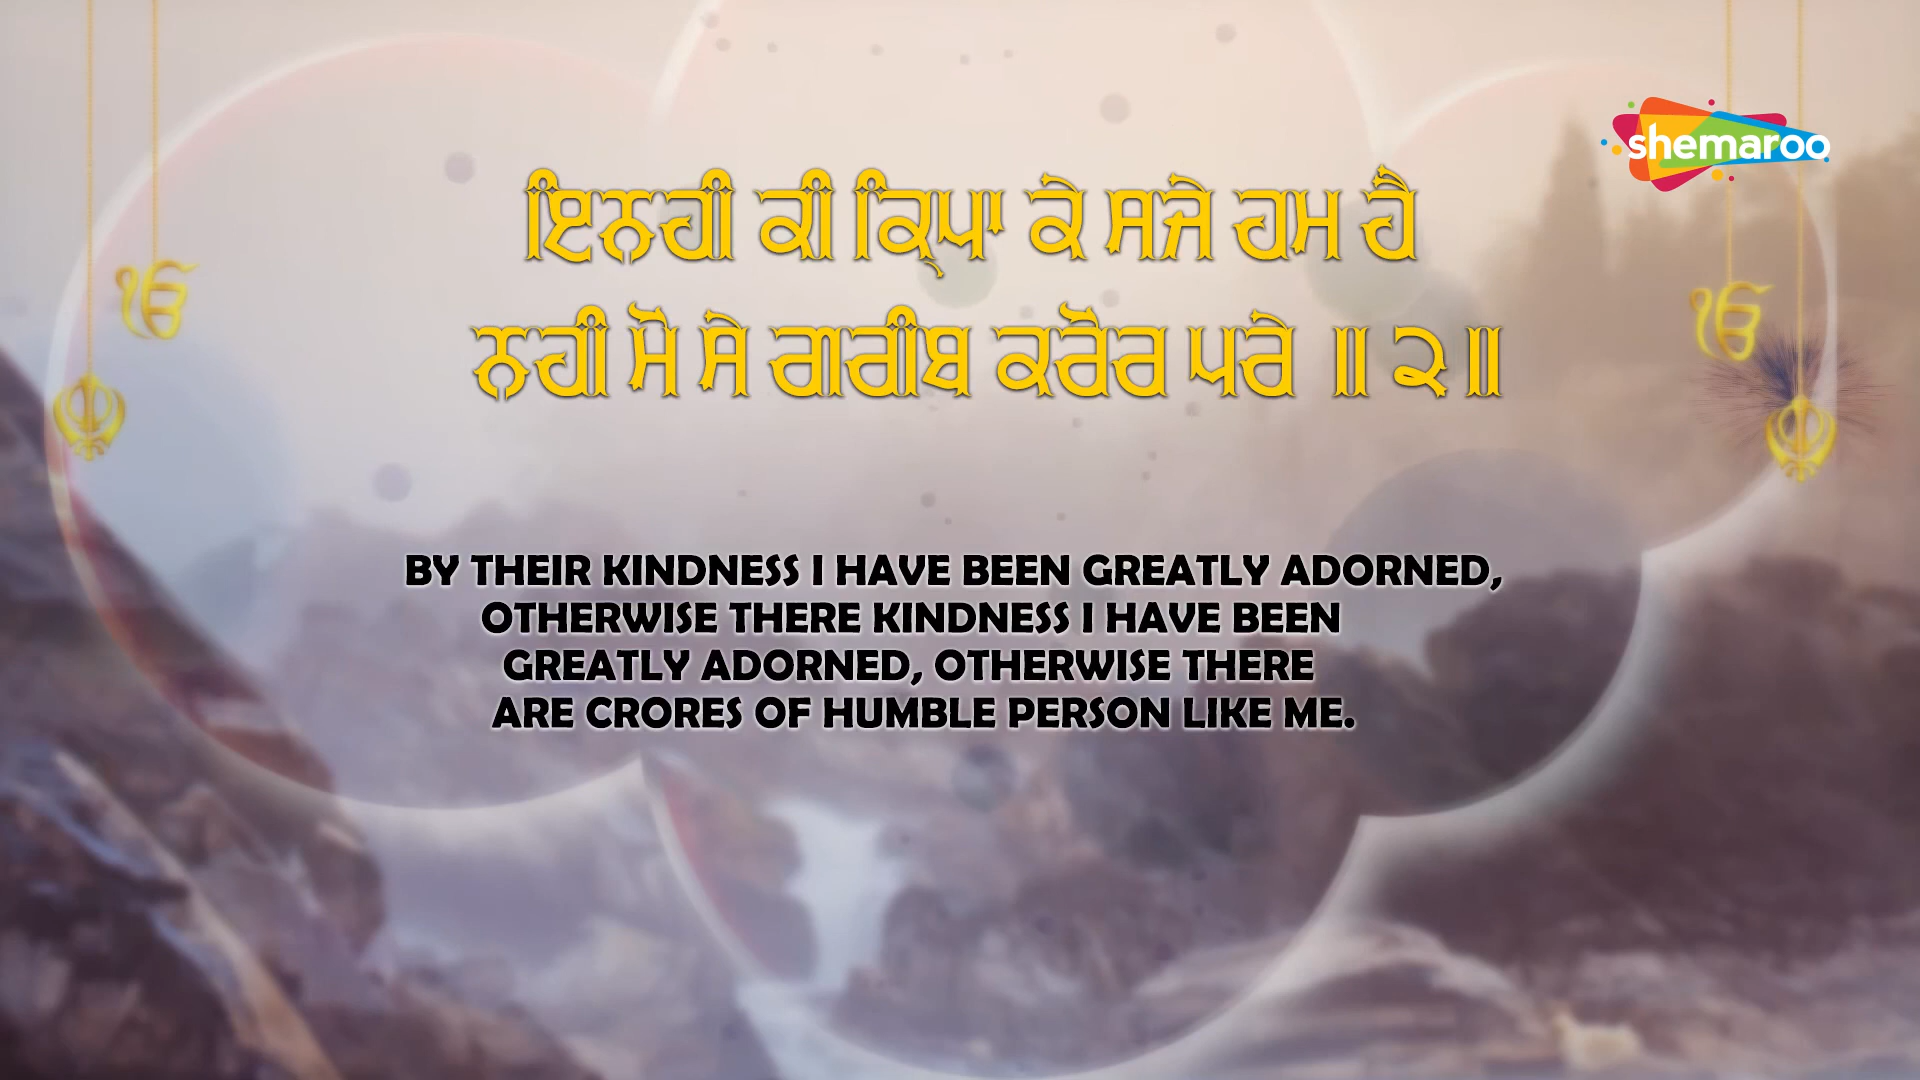 shemaroo
ਇਨਹੀ ਕੀ ਕ੍ਰਿਪਾ ਕੇ ਸਜੇ ਹਮ ਹੈ
ਨਹੀ ਮੋ ਸੇ ਗਰੀਬ ਕਰੋਰ ਪਰੇ ॥੨॥
BY THEIR KINDNESS I HAVE BEEN GREATLY ADORNED,
OTHERWISE THERE KINDNESS I HAVE BEEN
GREATLY ADORNED, OTHERWISE THERE
ARE CRORES OF HUMBLE PERSON LIKE ME.